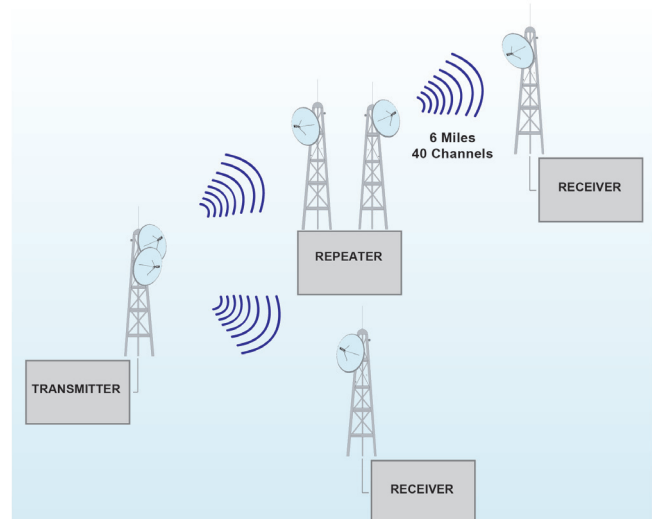 6 Miles
40 Channels
RECEIVER
REPEATER
TRANSMITTER
RECEIVER